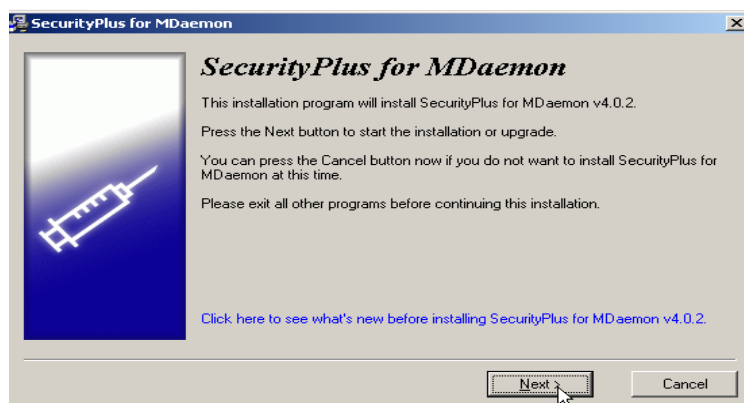 SecurityPlus for MDaemon
SecurityPlus for MDaemon
This installation program will install SecurityPlus for MDaemon v4.0.2.
Press the Next button to start the installation or upgrade.
You can press the Cancel button now if you do not want to install SecurityPlus for
MDaemon at this time.
Please exit all other programs before continuing this installation.
Click here to see what's new before installing SecurityPlus for MDaemon v4.0.2.
Next >
Cancel